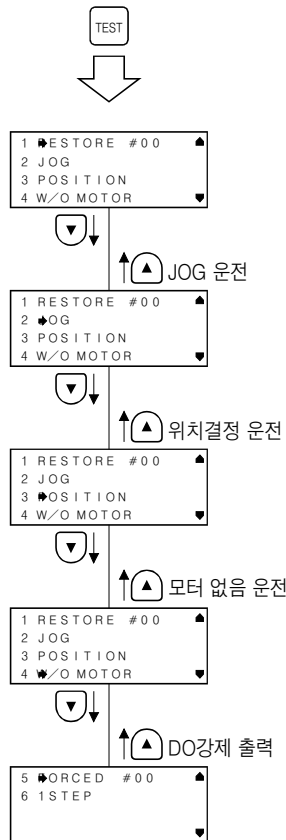 TEST
1 RESTORE #00
2 JOG
3 POSITION
4 W/O MOTOR
JOG 운전
1 RESTORE #00
2 JOG
3 POSITION
4 W/O MOTOR
위치결정 운전
1 RESTORE #00
2 JOG
3 POSITION
4 W/O MOTOR
모터 없음 운전
1 RESTORE #00
2 JOG
3 POSITION
4 W/O MOTOR
DO강제 출력
5 FORCED #00
6 1STEP